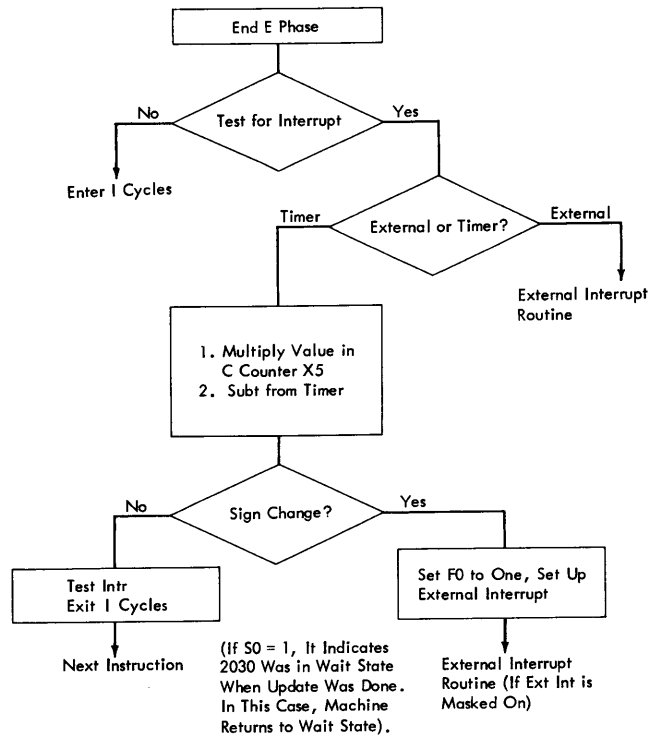 End E Phase
Test for Interrupt
No
Yes
Enter I Cycles
External or Timer?
Timer
External
External Interrupt
Routine
1. Multiply Value in
C Counter X5
2. Subt from Timer
Sign Change?
No
Yes
Test Intr
Exit I Cycles
Set F0 to One, Set Up
External Interrupt
Next Instruction
(If S0 = 1, It Indicates
2030 Was in Wait State
When Update Was Done.
In This Case, Machine
Returns to Wait State).
External Interrupt
Routine (If Ext Int is
Masked On)